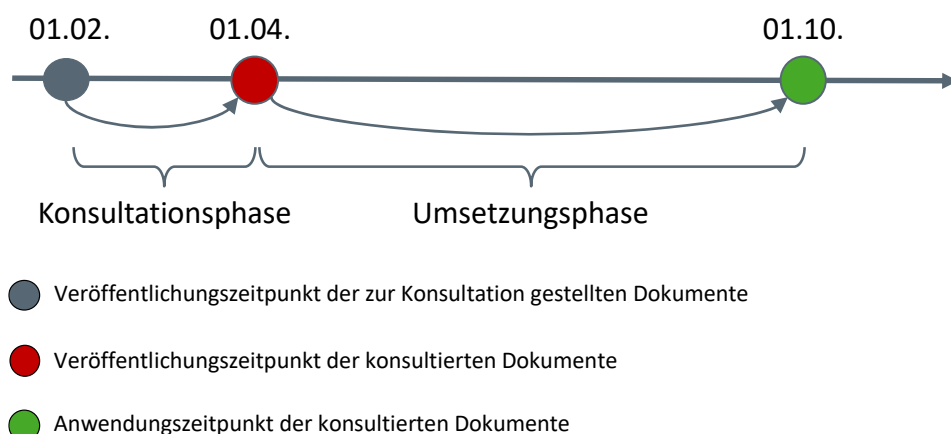 01.02. 01.04. 01.10.
Konsultationsphase Umsetzungsphase
Veröffentlichungszeitpunkt der zur Konsultation gestellten Dokumente
Veröffentlichungszeitpunkt der konsultierten Dokumente
Anwendungszeitpunkt der konsultierten Dokumente